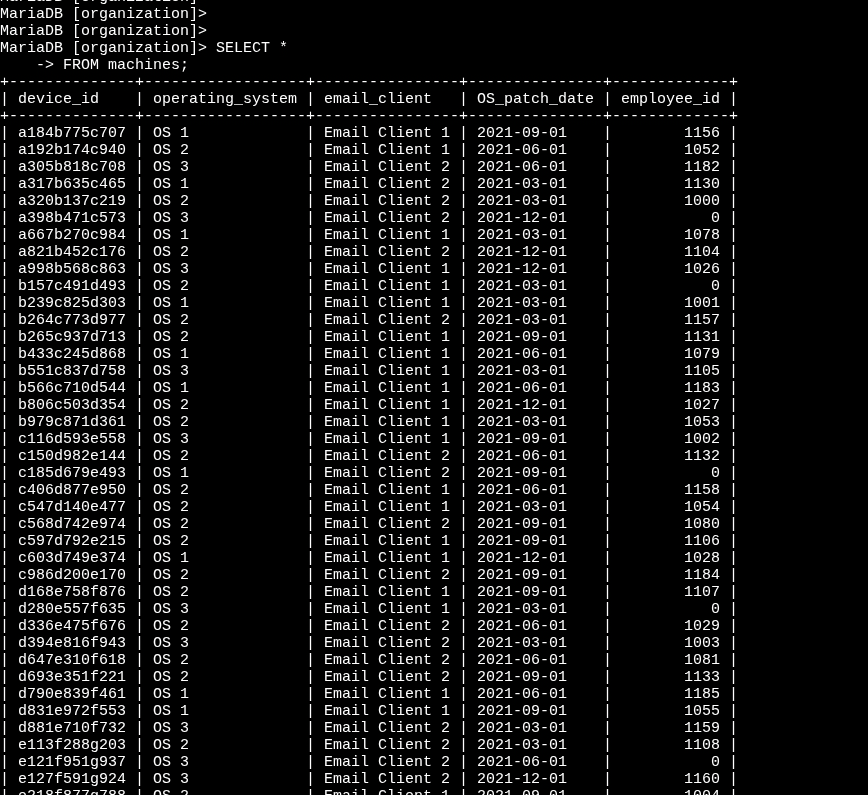 MariaDB [organization]>
MariaDB [organization]>
MariaDB [organization]>
MariaDB [organization]> SELECT *
    -> FROM machines;
+--------------+------------------+----------------+---------------+-------------+
| device_id    | operating_system | email_client   | OS_patch_date | employee_id |
+--------------+------------------+----------------+---------------+-------------+
| a184b775c707 | OS 1             | Email Client 1 | 2021-09-01    |        1156 |
| a192b174c940 | OS 2             | Email Client 1 | 2021-06-01    |        1052 |
| a305b818c708 | OS 3             | Email Client 2 | 2021-06-01    |        1182 |
| a317b635c465 | OS 1             | Email Client 2 | 2021-03-01    |        1130 |
| a320b137c219 | OS 2             | Email Client 2 | 2021-03-01    |        1000 |
| a398b471c573 | OS 3             | Email Client 2 | 2021-12-01    |           0 |
| a667b270c984 | OS 1             | Email Client 1 | 2021-03-01    |        1078 |
| a821b452c176 | OS 2             | Email Client 2 | 2021-12-01    |        1104 |
| a998b568c863 | OS 3             | Email Client 1 | 2021-12-01    |        1026 |
| b157c491d493 | OS 2             | Email Client 1 | 2021-03-01    |           0 |
| b239c825d303 | OS 1             | Email Client 1 | 2021-03-01    |        1001 |
| b264c773d977 | OS 2             | Email Client 2 | 2021-03-01    |        1157 |
| b265c937d713 | OS 2             | Email Client 1 | 2021-09-01    |        1131 |
| b433c245d868 | OS 1             | Email Client 1 | 2021-06-01    |        1079 |
| b551c837d758 | OS 3             | Email Client 1 | 2021-03-01    |        1105 |
| b566c710d544 | OS 1             | Email Client 1 | 2021-06-01    |        1183 |
| b806c503d354 | OS 2             | Email Client 1 | 2021-12-01    |        1027 |
| b979c871d361 | OS 2             | Email Client 1 | 2021-03-01    |        1053 |
| c116d593e558 | OS 3             | Email Client 1 | 2021-09-01    |        1002 |
| c150d982e144 | OS 2             | Email Client 2 | 2021-06-01    |        1132 |
| c185d679e493 | OS 1             | Email Client 2 | 2021-09-01    |           0 |
| c406d877e950 | OS 2             | Email Client 1 | 2021-06-01    |        1158 |
| c547d140e477 | OS 2             | Email Client 1 | 2021-03-01    |        1054 |
| c568d742e974 | OS 2             | Email Client 2 | 2021-09-01    |        1080 |
| c597d792e215 | OS 2             | Email Client 1 | 2021-09-01    |        1106 |
| c603d749e374 | OS 1             | Email Client 1 | 2021-12-01    |        1028 |
| c986d200e170 | OS 2             | Email Client 2 | 2021-09-01    |        1184 |
| d168e758f876 | OS 2             | Email Client 1 | 2021-09-01    |        1107 |
| d280e557f635 | OS 3             | Email Client 1 | 2021-03-01    |           0 |
| d336e475f676 | OS 2             | Email Client 2 | 2021-06-01    |        1029 |
| d394e816f943 | OS 3             | Email Client 2 | 2021-03-01    |        1003 |
| d647e310f618 | OS 2             | Email Client 2 | 2021-06-01    |        1081 |
| d693e351f221 | OS 2             | Email Client 2 | 2021-09-01    |        1133 |
| d790e839f461 | OS 1             | Email Client 1 | 2021-06-01    |        1185 |
| d831e972f553 | OS 1             | Email Client 1 | 2021-09-01    |        1055 |
| d881e710f732 | OS 3             | Email Client 2 | 2021-03-01    |        1159 |
| e113f288g203 | OS 2             | Email Client 2 | 2021-03-01    |        1108 |
| e121f951g937 | OS 3             | Email Client 2 | 2021-06-01    |           0 |
| e127f591g924 | OS 3             | Email Client 2 | 2021-12-01    |        1160 |
| e218f877g788 | OS 2             | Email Client 1 | 2021-09-01    |        1004 |